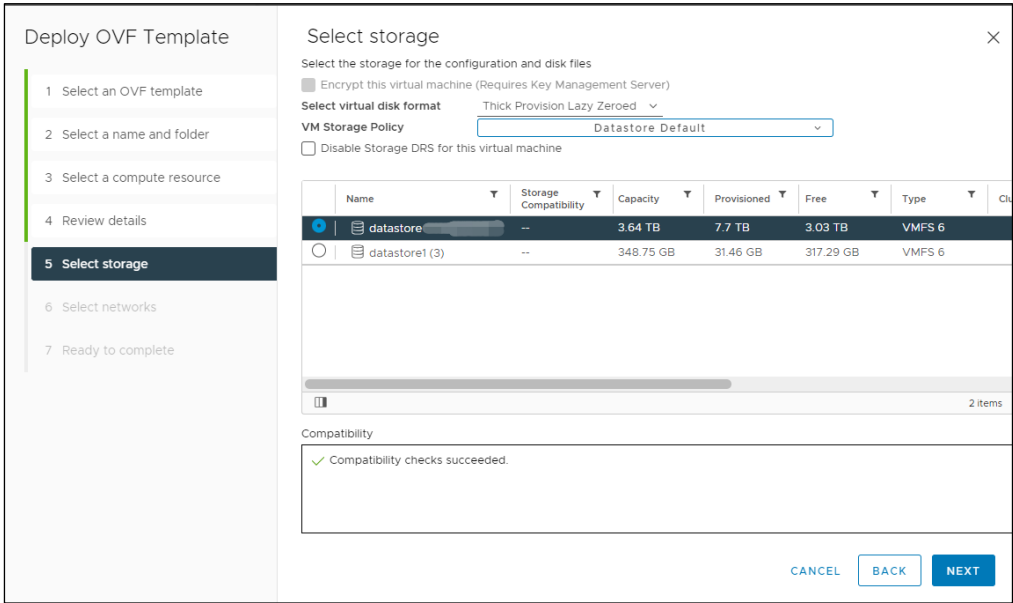 Deploy OVF Template
1 Select an OVF template
2 Select a name and folder
3 Select a compute resource
4 Review details
5 Select storage
6 Select networks
7 Ready to complete
Select storage
Select the storage for the configuration and disk files
Encrypt this virtual machine (Requires Key Management Server)
Select virtual disk format Thick Provision Lazy Zeroed
VM Storage Policy Datastore Default
Disable Storage DRS for this virtual machine
Name Storage Compatibility Capacity Provisioned Free Type Clu
datastore -- 3.64 TB 7.7 TB 3.03 TB VMFS 6
datastore1 (3) -- 348.75 GB 31.46 GB 317.29 GB VMFS 6
2 items
Compatibility
Compatibility checks succeeded.
CANCEL BACK NEXT